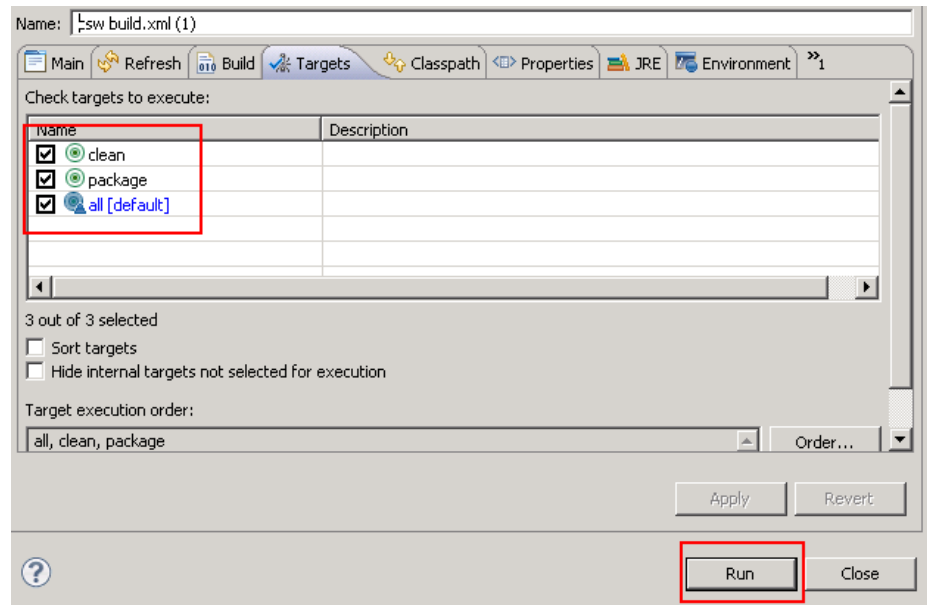 Name: sw build.xml (1)
Main Refresh 010 Build Targets Classpath Properties JRE Environment »1
Check targets to execute:
Name Description
clean
package
all [default]
3 out of 3 selected
Sort targets
Hide internal targets not selected for execution
Target execution order:
all, clean, package Order...
Apply Revert
? Run Close